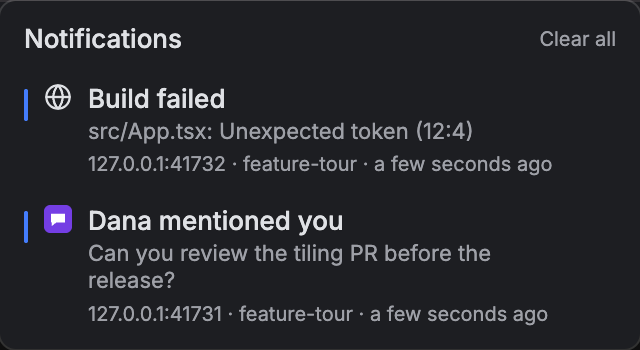 Notifications
Clear all
Build failed
src/App.tsx: Unexpected token (12:4)
127.0.0.1:41732 · feature-tour · a few seconds ago
Dana mentioned you
Can you review the tiling PR before the
release?
127.0.0.1:41731 · feature-tour · a few seconds ago